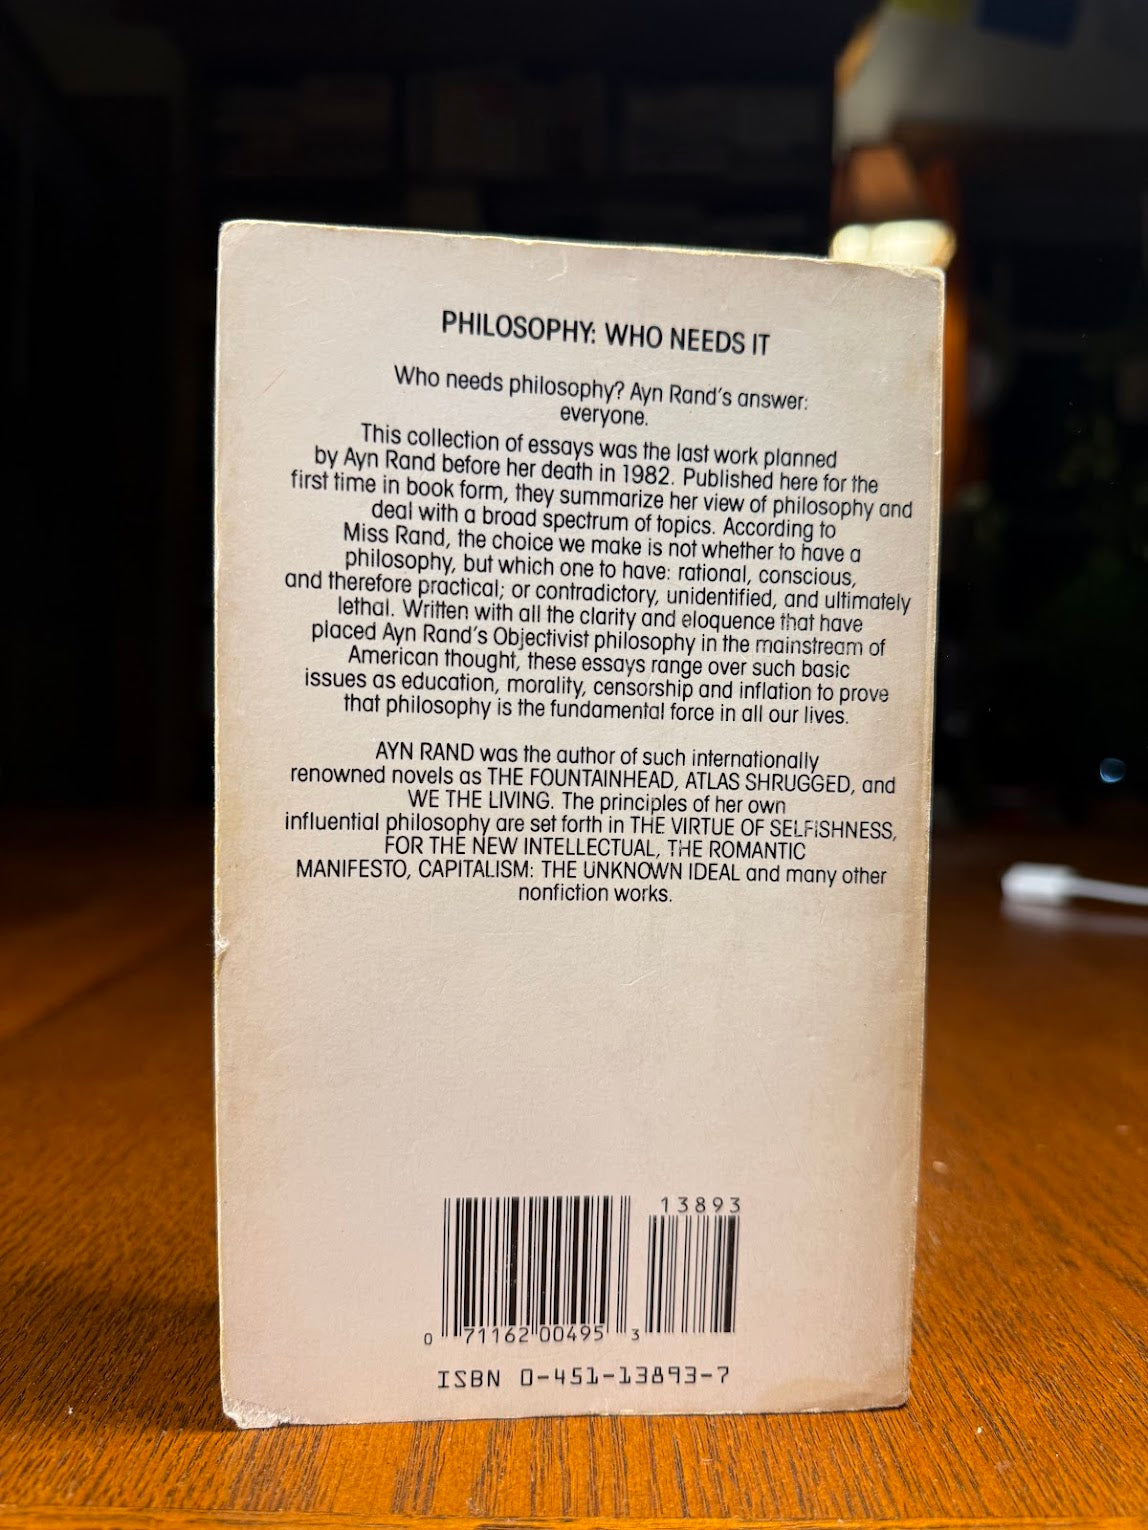 PHILOSOPHY: WHO NEEDS IT
Who needs philosophy? Ayn Rand's answer:
everyone.
This collection of essays was the last work planned
by Ayn Rand before her death in 1982. Published here for the
first time in book form, they summarize her view of philosophy and
deal with a broad spectrum of topics. According to
Miss Rand, the choice we make is not whether to have a
philosophy, but which one to have: rational, conscious,
and therefore practical; or contradictory, unidentified, and ultimately
lethal. Written with all the clarity and eloquence that have
placed Ayn Rand's Objectivist philosophy in the mainstream of
American thought, these essays range over such basic
issues as education, morality, censorship and inflation to prove
that philosophy is the fundamental force in all our lives.
AYN RAND was the author of such internationally
renowned novels as THE FOUNTAINHEAD, ATLAS SHRUGGED, and
WE THE LIVING. The principles of her own
influential philosophy are set forth in THE VIRTUE OF SELFISHNESS,
FOR THE NEW INTELLECTUAL, THE ROMANTIC
MANIFESTO, CAPITALISM: THE UNKNOWN IDEAL and many other
nonfiction works.
13893
0 71162 00495 3
ISBN 0-451-13893-7